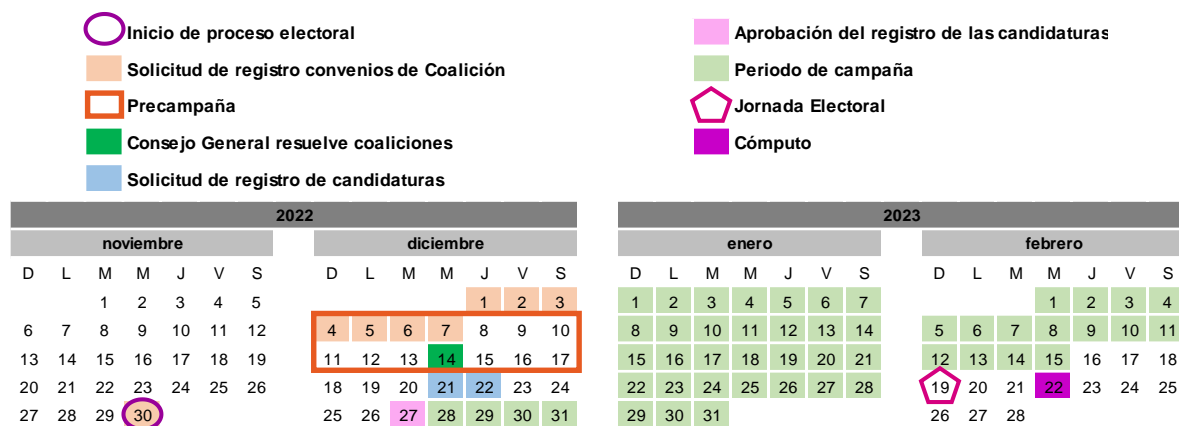 Inicio de proceso electoral
Solicitud de registro convenios de Coalición
Precampaña
Consejo General resuelve coaliciones
Solicitud de registro de candidaturas
Aprobación del registro de las candidaturas
Periodo de campaña
Jornada Electoral
Cómputo
2022
noviembre
D L M M J V S
1 2 3 4 5
6 7 8 9 10 11 12
13 14 15 16 17 18 19
20 21 22 23 24 25 26
27 28 29 30
diciembre
D L M M J V S
1 2 3
4 5 6 7 8 9 10
11 12 13 14 15 16 17
18 19 20 21 22 23 24
25 26 27 28 29 30 31
2023
enero
D L M M J V S
1 2 3 4 5 6 7
8 9 10 11 12 13 14
15 16 17 18 19 20 21
22 23 24 25 26 27 28
29 30 31
febrero
D L M M J V S
1 2 3 4
5 6 7 8 9 10 11
12 13 14 15 16 17 18
19 20 21 22 23 24 25
26 27 28